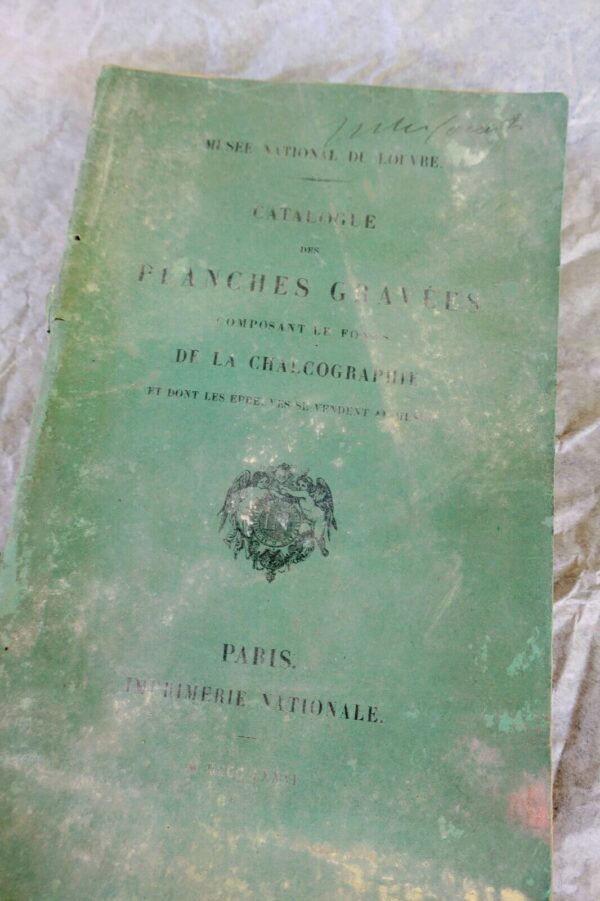 MUSÉE NATIONAL DU LOUVRE.
CATALOGUE
DES
PLANCHES GRAVÉES
COMPOSANT LE FONDS
DE LA CHALCOGRAPHIE
ET DONT LES ÉPREUVES SE VENDENT AU
PARIS.
IMPRIMERIE NATIONALE.